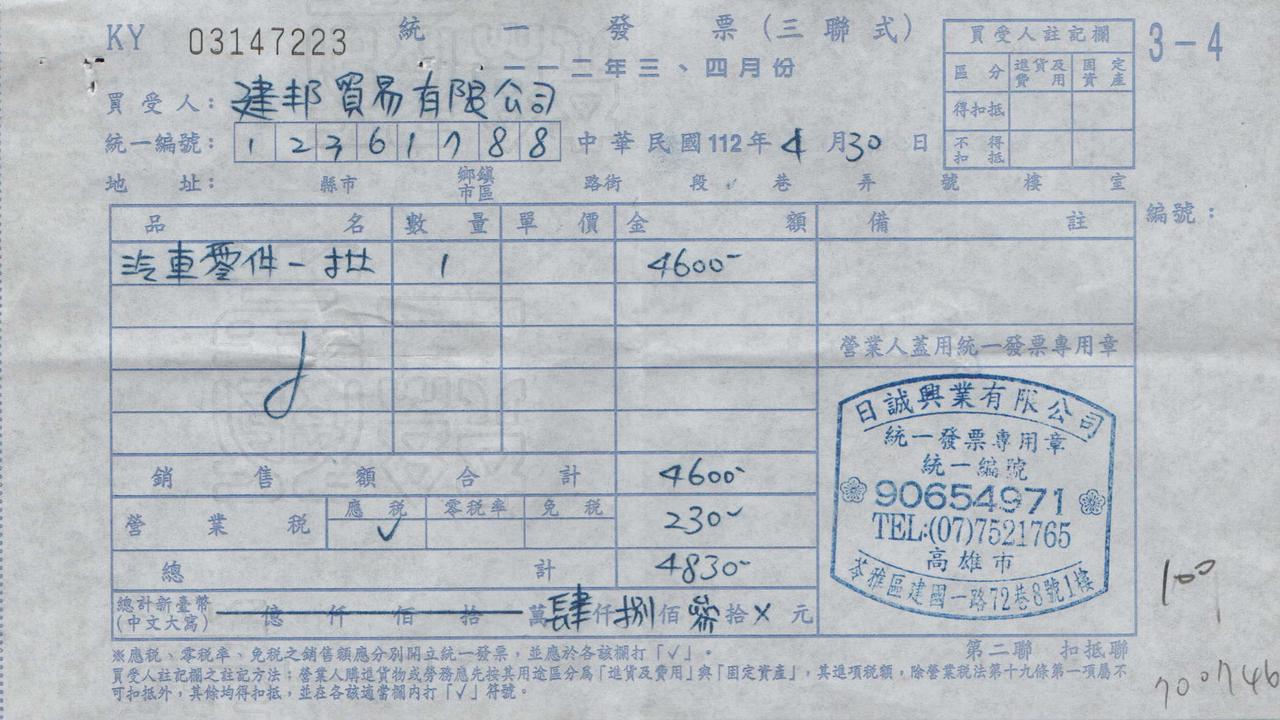 KY 03147223 統一發票(三聯式) 3-4
一一二年三、四月份
買受人註記欄
區分 進貨及費用 固定資產
得扣抵
不得扣抵
買受人: 建邦貿易有限公司
統一編號: 12361788 中華民國112年4月30日
地址: 縣市 鄉鎮市區 路街 段 巷 弄 號 樓 室
編號:
品名 數量 單價 金額 備註
汽車零件一批 1 4600-
營業人蓋用統一發票專用章
銷售額合計 4600-
營業稅 應稅 零稅率 免稅 230-
✓
總計 4830-
總計新臺幣(中文大寫) 億仟佰拾萬肆仟捌佰參拾X元
日誠興業有限公司
統一發票專用章
統一編號
90654971
TEL:(07)7521765
高雄市
苓雅區建國一路72巷8號1樓
100
第二聯 扣抵聯
※應稅、零稅率、免稅之銷售額應分別開立統一發票,並應於各該欄打「✓」。
買受人註記欄之註記方法:營業人購進貨物或勞務應先按其用途區分為「進貨及費用」與「固定資產」,其進項稅額,除營業稅法第十九條第一項屬不
可扣抵外,其餘均得扣抵,並在各該適當欄內打「✓」符號。
700746